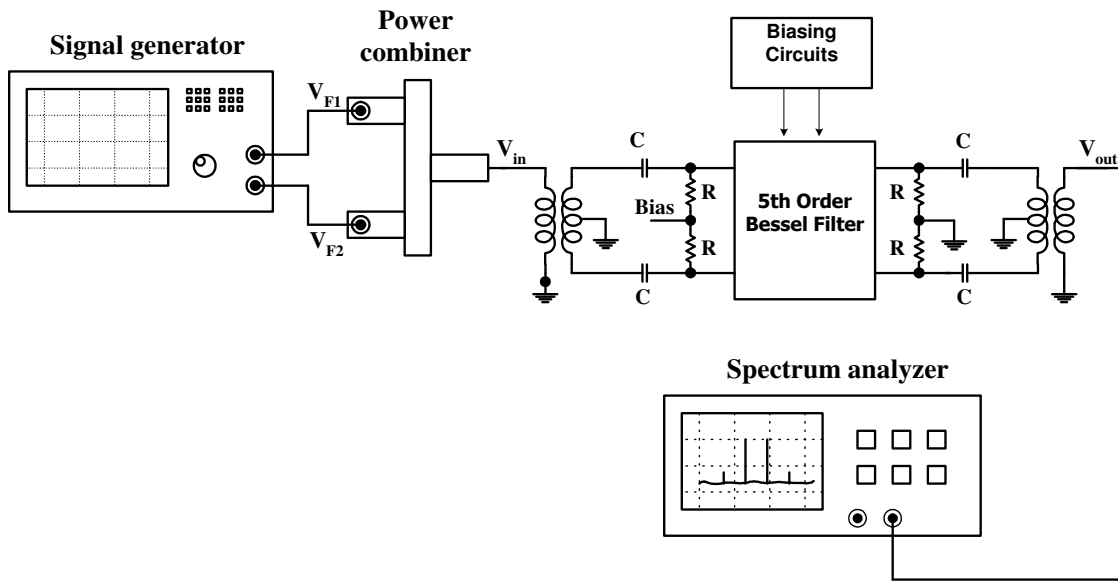 Signal generator
Power
combiner
Biasing
Circuits
V_F1
V_F2
V_in
C
C
R
R
Bias
5th Order
Bessel Filter
R
R
C
C
V_out
Spectrum analyzer